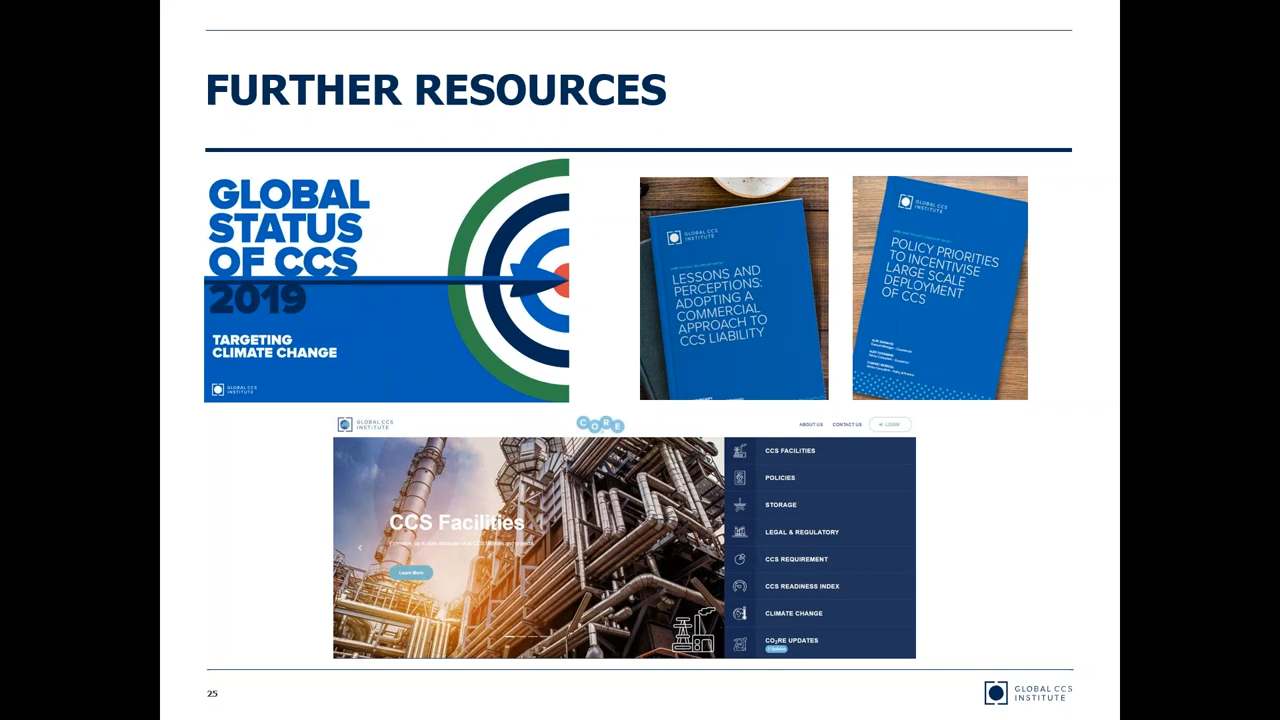 FURTHER RESOURCES
GLOBAL
STATUS
OF CCS
2019
TARGETING
CLIMATE CHANGE
GLOBAL CCS
INSTITUTE
GLOBAL CCS
INSTITUTE
LESSONS AND
PERCEPTIONS:
ADOPTING A
COMMERCIAL
APPROACH TO
CCS LIABILITY
GLOBAL CCS
INSTITUTE
POLICY PRIORITIES
TO INCENTIVISE
LARGE SCALE
DEPLOYMENT
OF CCS
GLOBAL CCS
INSTITUTE
CORE
ABOUT US
CONTACT US
LOGIN
CCS Facilities
Learn More
CCS FACILITIES
POLICIES
STORAGE
LEGAL & REGULATORY
CCS REQUIREMENT
CCS READINESS INDEX
CLIMATE CHANGE
CO₂RE UPDATES
25
GLOBAL CCS
INSTITUTE